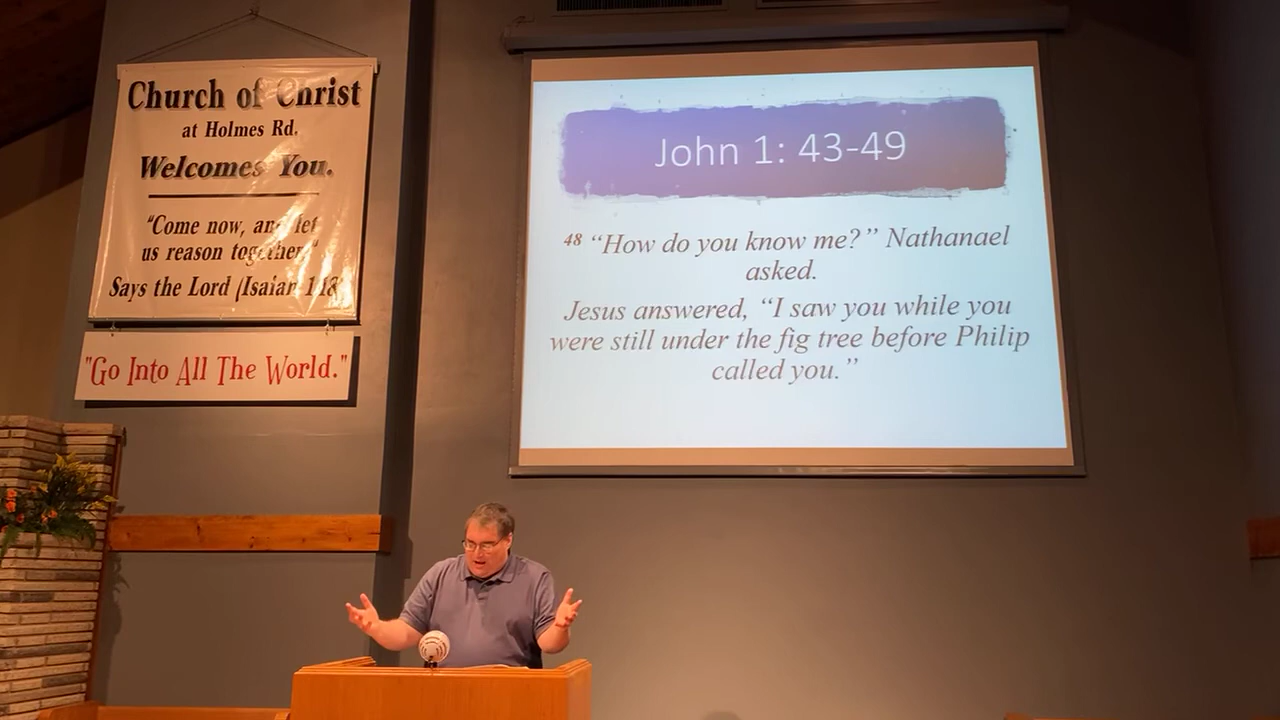 Church of Christ
at Holmes Rd.
Welcomes You.
"Come now, and let
us reason together,"
Says the Lord (Isaiah 1:18)
"Go Into All The World."
John 1: 43-49
48 “How do you know me?” Nathanael
asked.
Jesus answered, “I saw you while you
were still under the fig tree before Philip
called you.”